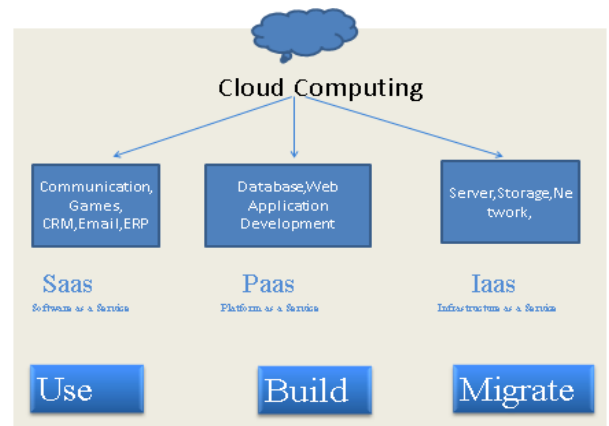 Cloud Computing
Communication,
Games,
CRM,Email,ERP
Database,Web
Application
Development
Server,Storage,Ne
twork,
Saas
Software as a Service
Paas
Platform as a Service
Iaas
Infrastructure as a Service
Use
Build
Migrate